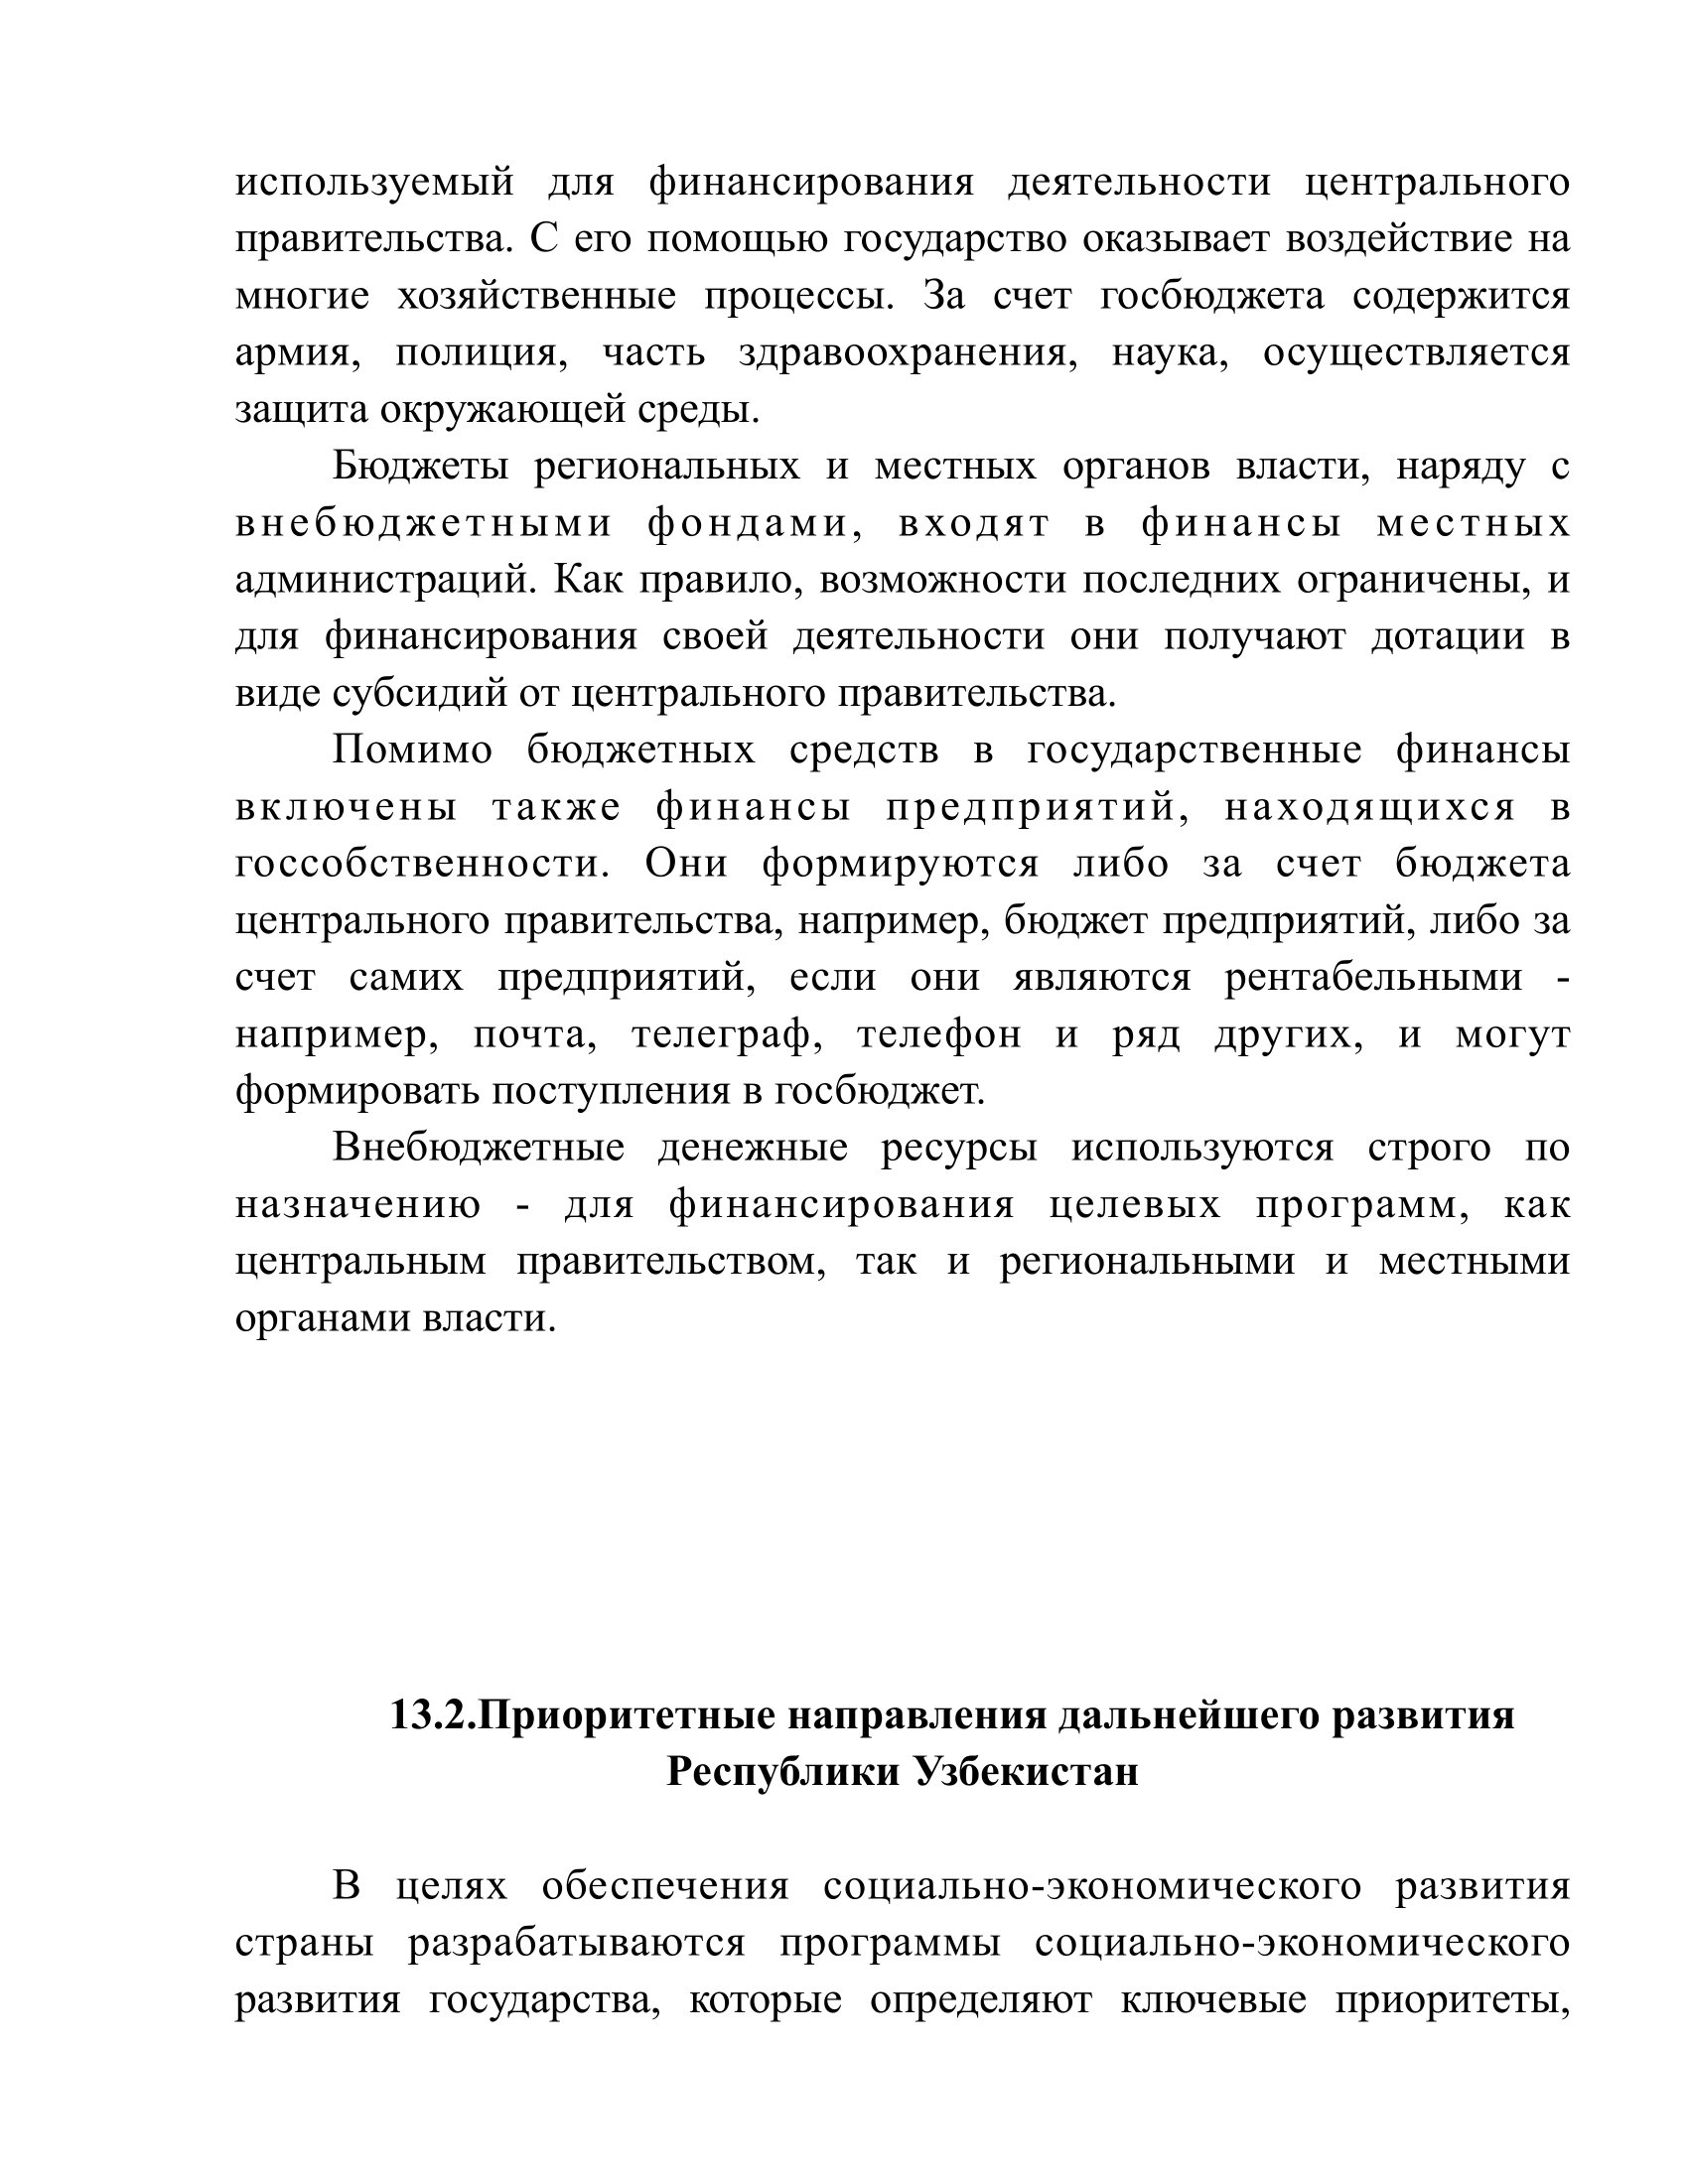 используемый для финансирования деятельности центрального
правительства. С его помощью государство оказывает воздействие на
многие хозяйственные процессы. За счет госбюджета содержится
армия, полиция, часть здравоохранения, наука, осуществляется
защита окружающей среды.
Бюджеты региональных и местных органов власти, наряду с
внебюджетными фондами, входят в финансы местных
администраций. Как правило, возможности последних ограничены, и
для финансирования своей деятельности они получают дотации в
виде субсидий от центрального правительства.
Помимо бюджетных средств в государственные финансы
включены также финансы предприятий, находящихся в
госсобственности. Они формируются либо за счет бюджета
центрального правительства, например, бюджет предприятий, либо за
счет самих предприятий, если они являются рентабельными -
например, почта, телеграф, телефон и ряд других, и могут
формировать поступления в госбюджет.
Внебюджетные денежные ресурсы используются строго по
назначению - для финансирования целевых программ, как
центральным правительством, так и региональными и местными
органами власти.
13.2.Приоритетные направления дальнейшего развития
Республики Узбекистан
В целях обеспечения социально-экономического развития
страны разрабатываются программы социально-экономического
развития государства, которые определяют ключевые приоритеты,